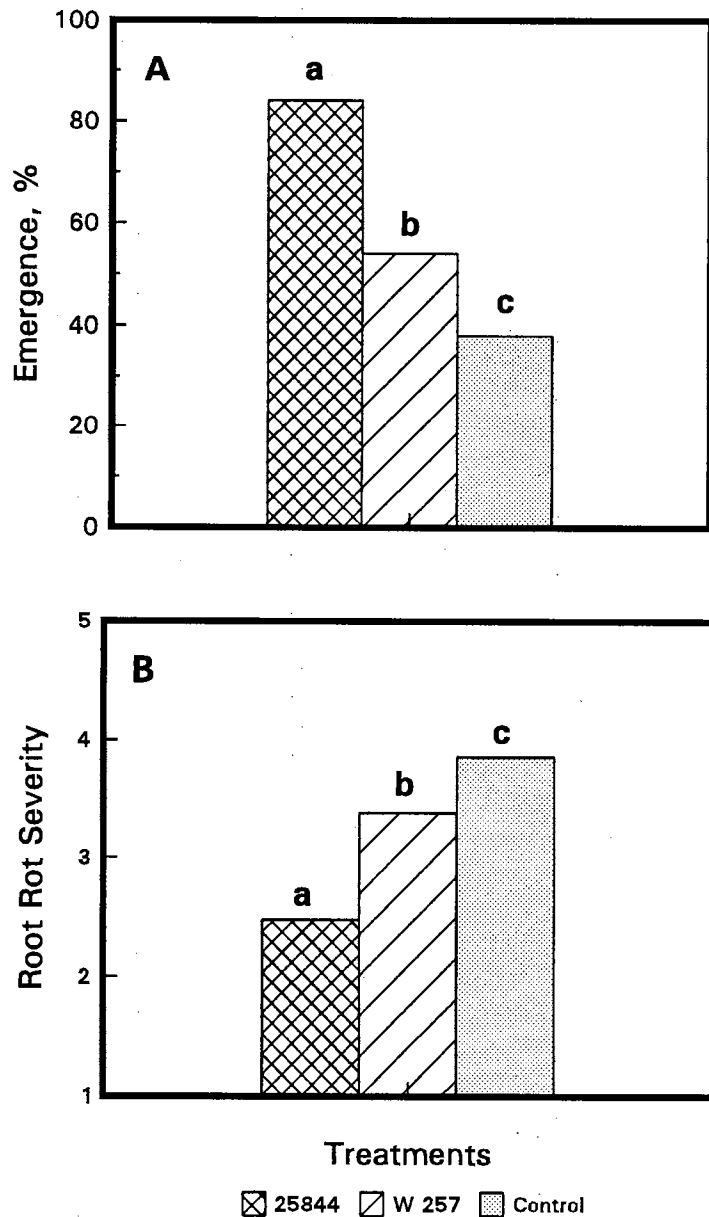 100
80
60
40
20
0
Emergence, %
A
a
b
c
5
4
3
2
1
Root Rot Severity
B
a
b
c
Treatments
25844 W 257 Control